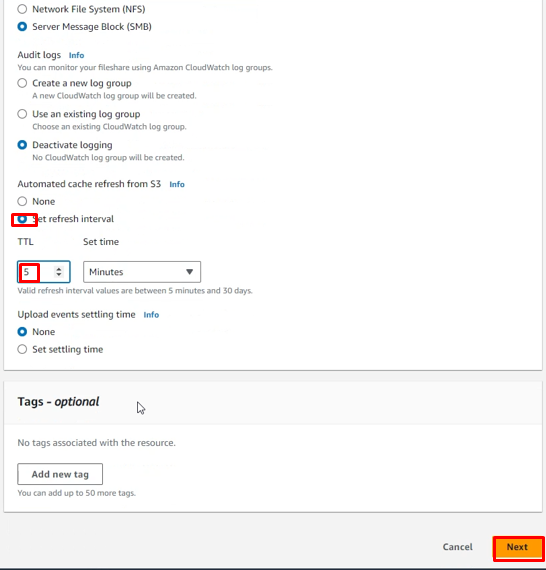 Network File System (NFS)
Server Message Block (SMB)
Audit logs Info
You can monitor your fileshare using Amazon CloudWatch log groups.
Create a new log group
A new CloudWatch log group will be created.
Use an existing log group
Choose an existing CloudWatch log group.
Deactivate logging
No CloudWatch log group will be created.
Automated cache refresh from S3 Info
None
Set refresh interval
TTL Set time
5 Minutes
Valid refresh interval values are between 5 minutes and 30 days.
Upload events settling time Info
None
Set settling time
Tags - optional
No tags associated with the resource.
Add new tag
You can add up to 50 more tags.
Cancel Next